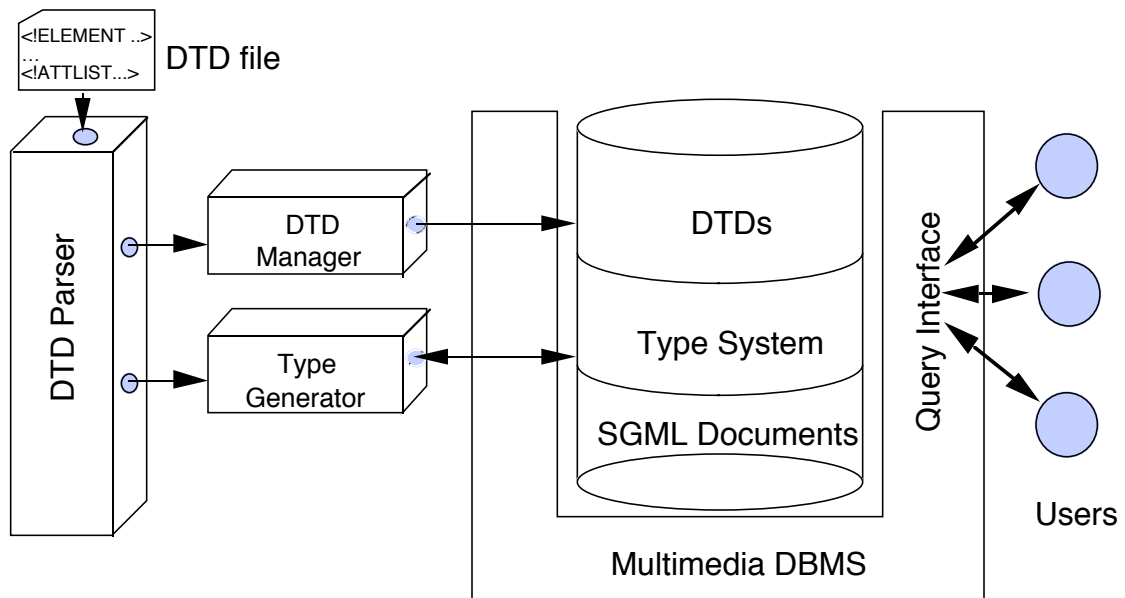 <!ELEMENT ..>
...
<!ATTLIST...>
DTD file
DTD Parser
DTD
Manager
Type
Generator
DTDs
Type System
SGML Documents
Query Interface
Users
Multimedia DBMS